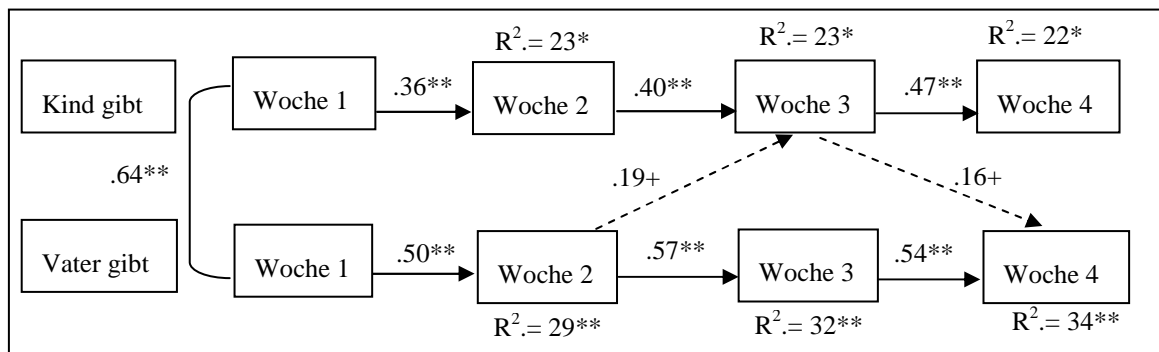 R².= 23* R².= 23* R².= 22*
Kind gibt Woche 1 .36** Woche 2 .40** Woche 3 .47** Woche 4
.64** .19+ .16+
Vater gibt Woche 1 .50** Woche 2 .57** Woche 3 .54** Woche 4
R².= 29** R².= 32** R².= 34**